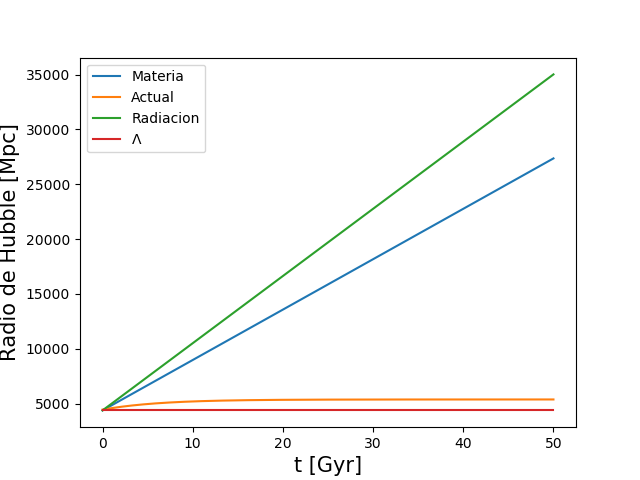 Materia
Actual
Radiacion
Λ
35000
30000
25000
20000
15000
10000
5000
Radio de Hubble [Mpc]
0 10 20 30 40 50
t [Gyr]